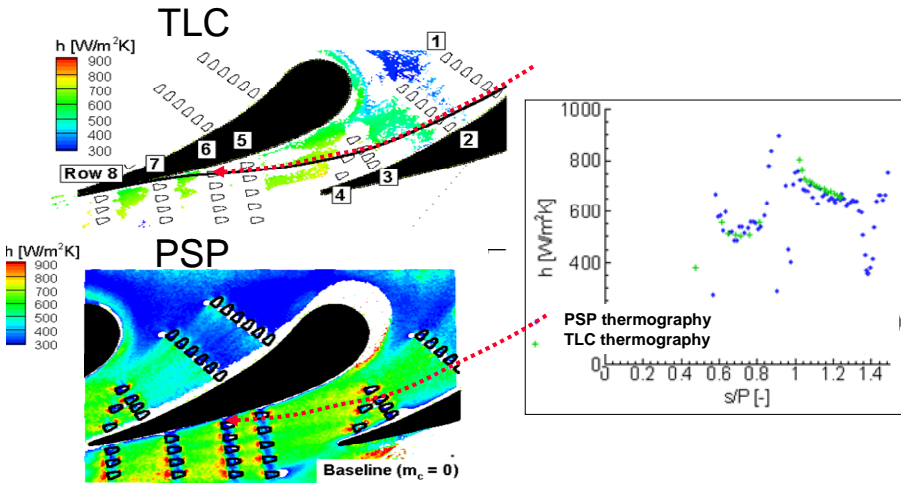 TLC
h [W/m²K]
900
800
700
600
500
400
300
1
2
3
4
5
6
7
Row 8
PSP
h [W/m²K]
900
800
700
600
500
400
300
Baseline (m_c = 0)
1000
800
600
400
0
h [W/m²K]
PSP thermography
TLC thermography
0 0.2 0.4 0.6 0.8 1 1.2 1.4
s/P [-]